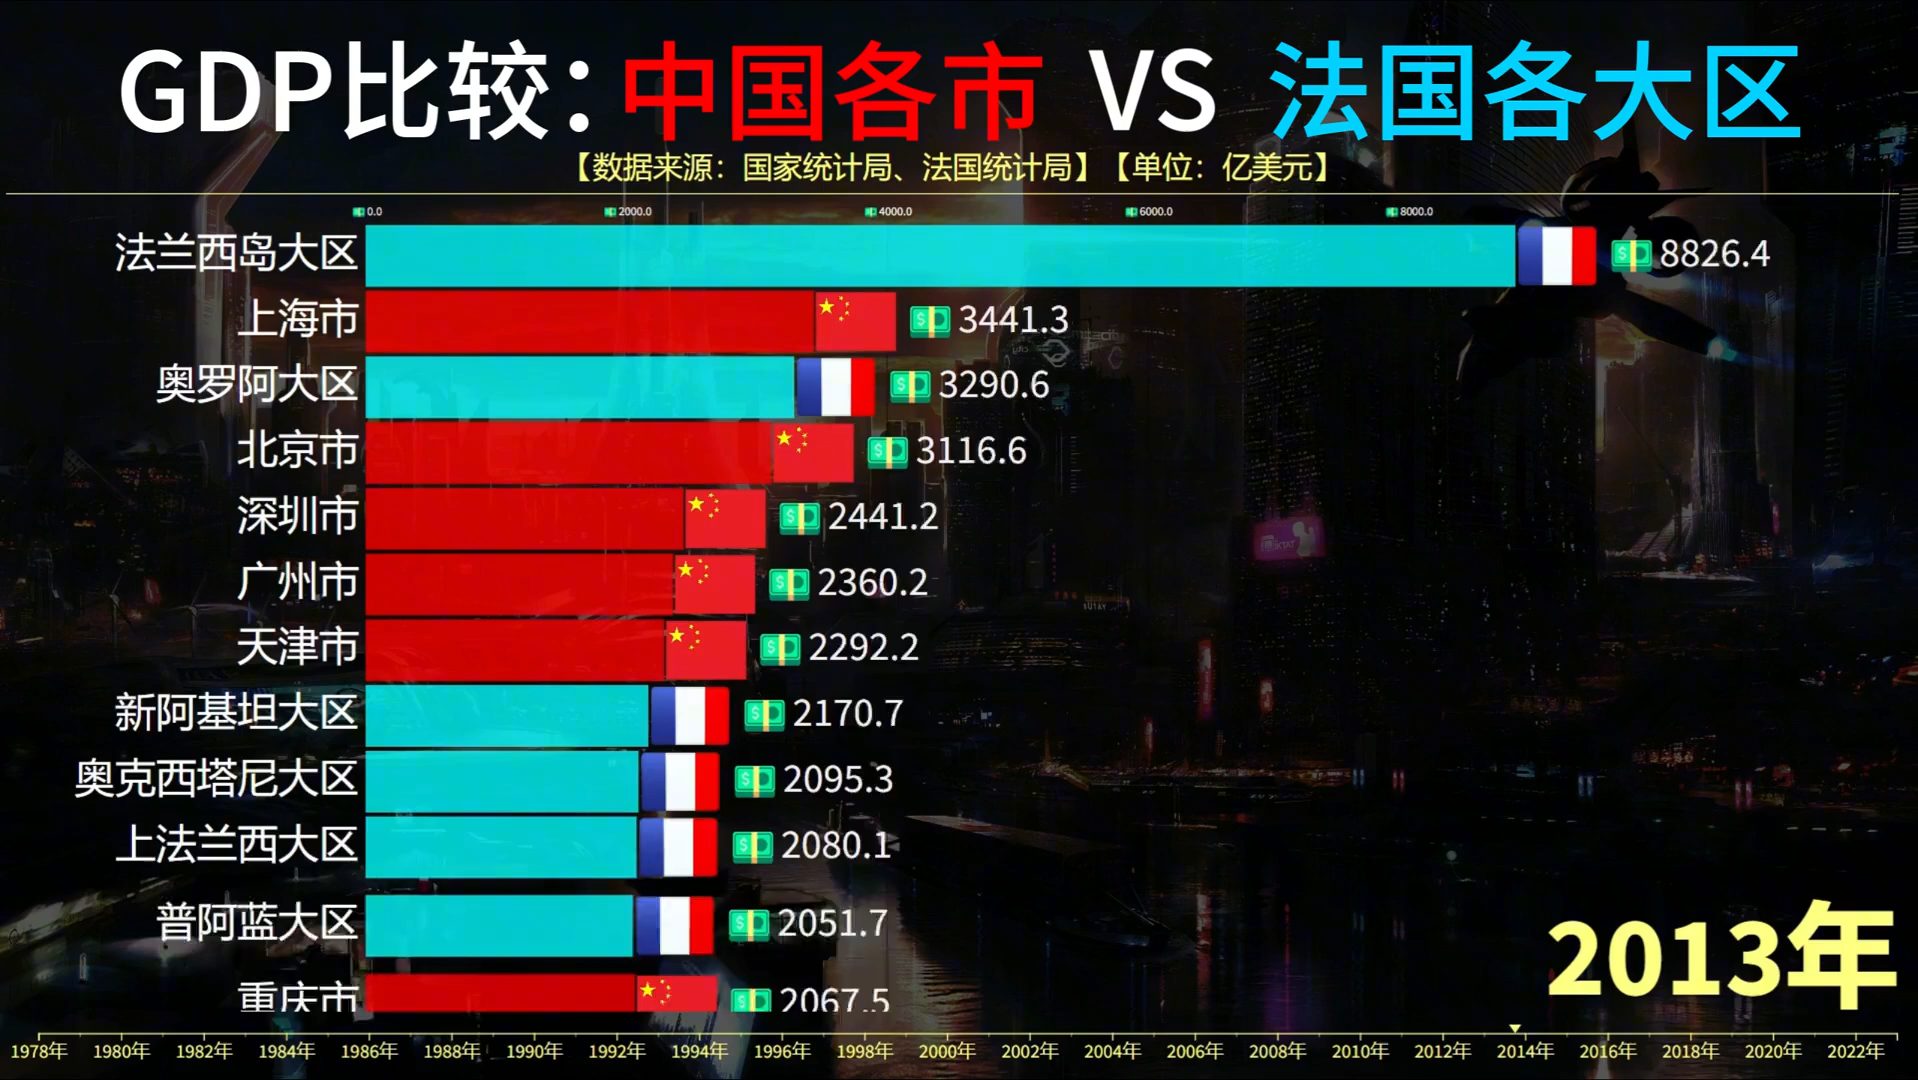 GDP比较：中国各市 VS 法国各大区
【数据来源：国家统计局、法国统计局】【单位：亿美元】
0.0 2000.0 4000.0 6000.0 8000.0
法兰西岛大区 8826.4
上海市 3441.3
奥罗阿大区 3290.6
北京市 3116.6
深圳市 2441.2
广州市 2360.2
天津市 2292.2
新阿基坦大区 2170.7
奥克西塔尼大区 2095.3
上法兰西大区 2080.1
普阿蓝大区 2051.7
重庆市 2067.5
2013年
1978年 1980年 1982年 1984年 1986年 1988年 1990年 1992年 1994年 1996年 1998年 2000年 2002年 2004年 2006年 2008年 2010年 2012年 2014年 2016年 2018年 2020年 2022年